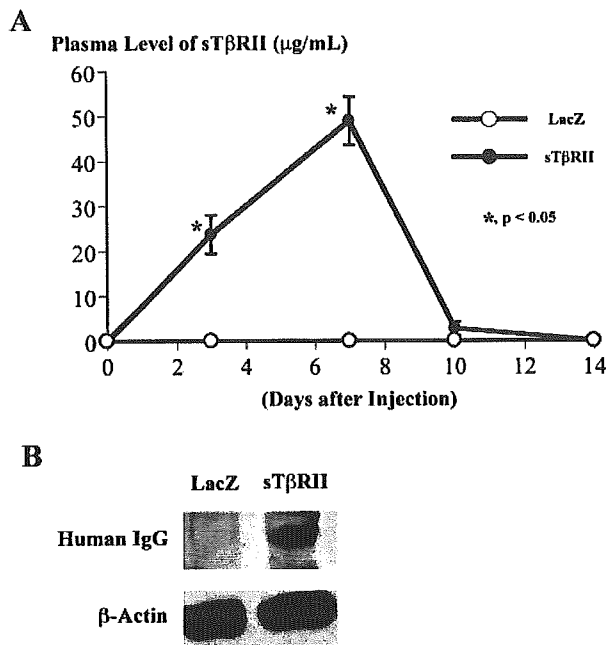 A
Plasma Level of sTβRII (μg/mL)
60
50
40
30
20
10
0
*
*
LacZ
sTβRII
*, p < 0.05
0 2 4 6 8 10 12 14
(Days after Injection)
B
LacZ sTβRII
Human IgG
β-Actin